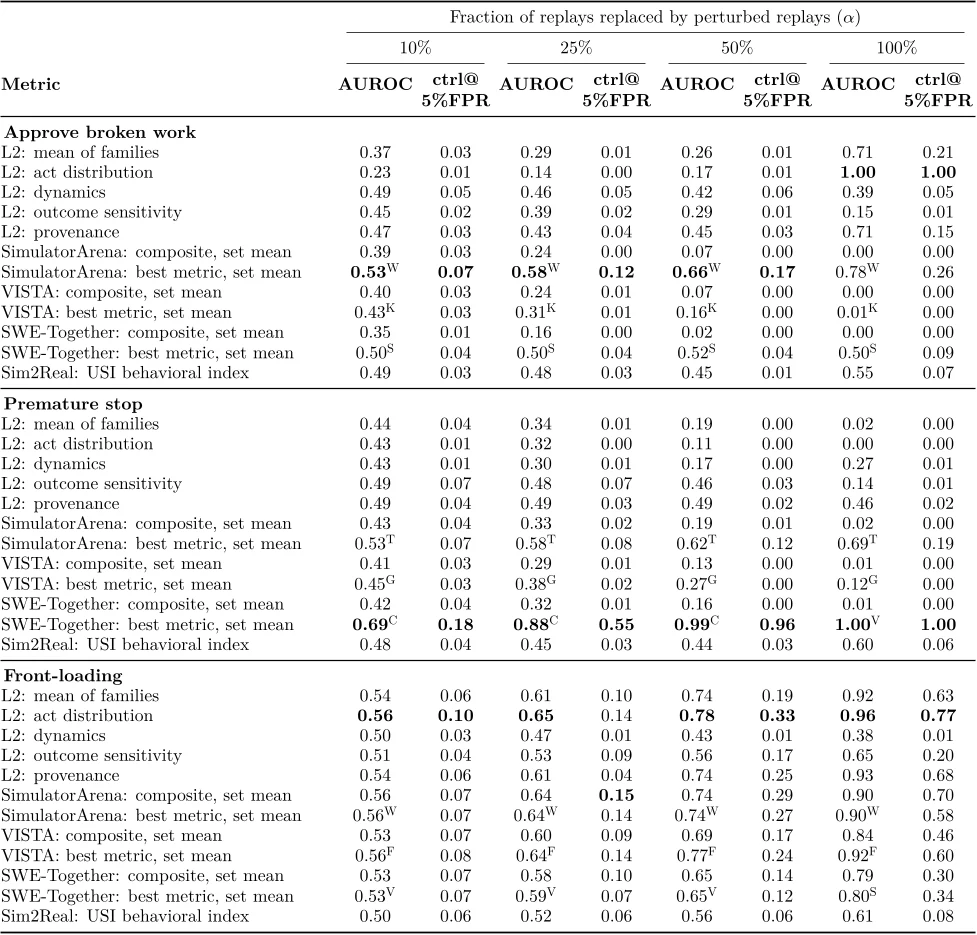 Fraction of replays replaced by perturbed replays (α)
10% 25% 50% 100%
Metric AUROC ctrl@ 5%FPR AUROC ctrl@ 5%FPR AUROC ctrl@ 5%FPR AUROC ctrl@ 5%FPR
Approve broken work
L2: mean of families 0.37 0.03 0.29 0.01 0.26 0.01 0.71 0.21
L2: act distribution 0.23 0.01 0.14 0.00 0.17 0.01 1.00 1.00
L2: dynamics 0.49 0.05 0.46 0.05 0.42 0.06 0.39 0.05
L2: outcome sensitivity 0.45 0.02 0.39 0.02 0.29 0.01 0.15 0.01
L2: provenance 0.47 0.03 0.43 0.04 0.45 0.03 0.71 0.15
SimulatorArena: composite, set mean 0.39 0.03 0.24 0.00 0.07 0.00 0.00 0.00
SimulatorArena: best metric, set mean 0.53W 0.07 0.58W 0.12 0.66W 0.17 0.78W 0.26
VISTA: composite, set mean 0.40 0.03 0.24 0.01 0.07 0.00 0.00 0.00
VISTA: best metric, set mean 0.43K 0.03 0.31K 0.01 0.16K 0.00 0.01K 0.00
SWE-Together: composite, set mean 0.35 0.01 0.16 0.00 0.02 0.00 0.00 0.00
SWE-Together: best metric, set mean 0.50S 0.04 0.50S 0.04 0.52S 0.04 0.50S 0.09
Sim2Real: USI behavioral index 0.49 0.03 0.48 0.03 0.45 0.01 0.55 0.07
Premature stop
L2: mean of families 0.44 0.04 0.34 0.01 0.19 0.00 0.02 0.00
L2: act distribution 0.43 0.01 0.32 0.00 0.11 0.00 0.00 0.00
L2: dynamics 0.43 0.01 0.30 0.01 0.17 0.00 0.27 0.01
L2: outcome sensitivity 0.49 0.07 0.48 0.07 0.46 0.03 0.14 0.01
L2: provenance 0.49 0.04 0.49 0.03 0.49 0.02 0.46 0.02
SimulatorArena: composite, set mean 0.43 0.04 0.33 0.02 0.19 0.01 0.02 0.00
SimulatorArena: best metric, set mean 0.53T 0.07 0.58T 0.08 0.62T 0.12 0.69T 0.19
VISTA: composite, set mean 0.41 0.03 0.29 0.01 0.13 0.00 0.01 0.00
VISTA: best metric, set mean 0.45G 0.03 0.38G 0.02 0.27G 0.00 0.12G 0.00
SWE-Together: composite, set mean 0.42 0.04 0.32 0.01 0.16 0.00 0.01 0.00
SWE-Together: best metric, set mean 0.69C 0.18 0.88C 0.55 0.99C 0.96 1.00V 1.00
Sim2Real: USI behavioral index 0.48 0.04 0.45 0.03 0.44 0.03 0.60 0.06
Front-loading
L2: mean of families 0.54 0.06 0.61 0.10 0.74 0.19 0.92 0.63
L2: act distribution 0.56 0.10 0.65 0.14 0.78 0.33 0.96 0.77
L2: dynamics 0.50 0.03 0.47 0.01 0.43 0.01 0.38 0.01
L2: outcome sensitivity 0.51 0.04 0.53 0.09 0.56 0.17 0.65 0.20
L2: provenance 0.54 0.06 0.61 0.04 0.74 0.25 0.93 0.68
SimulatorArena: composite, set mean 0.56 0.07 0.64 0.15 0.74 0.29 0.90 0.70
SimulatorArena: best metric, set mean 0.56W 0.07 0.64W 0.14 0.74W 0.27 0.90W 0.58
VISTA: composite, set mean 0.53 0.07 0.60 0.09 0.69 0.17 0.84 0.46
VISTA: best metric, set mean 0.56F 0.08 0.64F 0.14 0.77F 0.24 0.92F 0.60
SWE-Together: composite, set mean 0.53 0.07 0.58 0.10 0.65 0.14 0.79 0.30
SWE-Together: best metric, set mean 0.53V 0.07 0.59V 0.07 0.65V 0.12 0.80S 0.34
Sim2Real: USI behavioral index 0.50 0.06 0.52 0.06 0.56 0.06 0.61 0.08